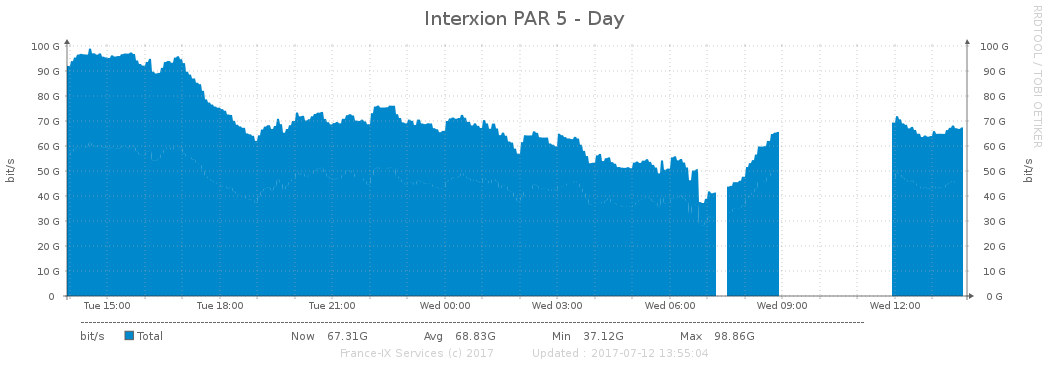 Interxion PAR 5 - Day
RRDTOOL / TOBI OETIKER
100 G 100 G
90 G 90 G
80 G 80 G
70 G 70 G
60 G 60 G
50 G 50 G
40 G 40 G
30 G 30 G
20 G 20 G
10 G 10 G
0 0 G
bit/s
bit/s
Tue 15:00 Tue 18:00 Tue 21:00 Wed 00:00 Wed 03:00 Wed 06:00 Wed 09:00 Wed 12:00
bit/s Total Now 67.31G Avg 68.83G Min 37.12G Max 98.86G
France-IX Services (c) 2017 Updated : 2017-07-12 13:55:04